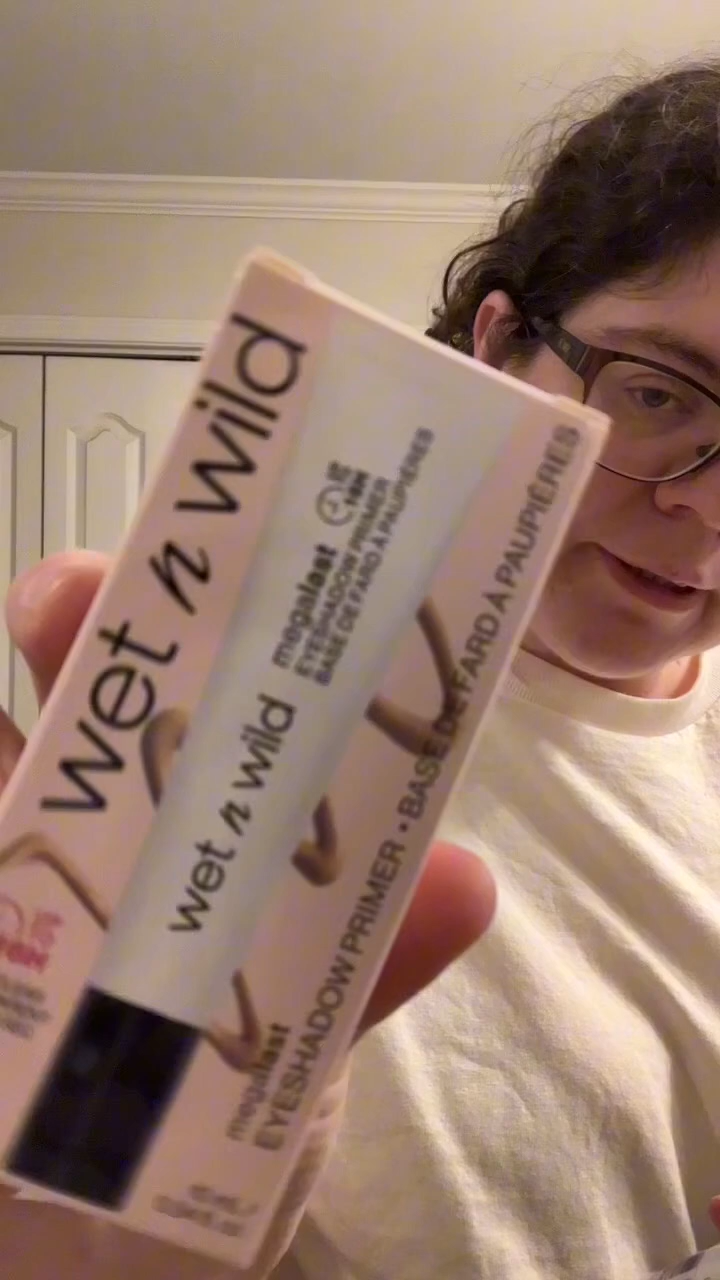 wet n wild
megalast
EYESHADOW PRIMER
BASE DE FARD À PAUPIÈRES
wet n wild
megalast
EYESHADOW PRIMER • BASE DE FARD À PAUPIÈRES